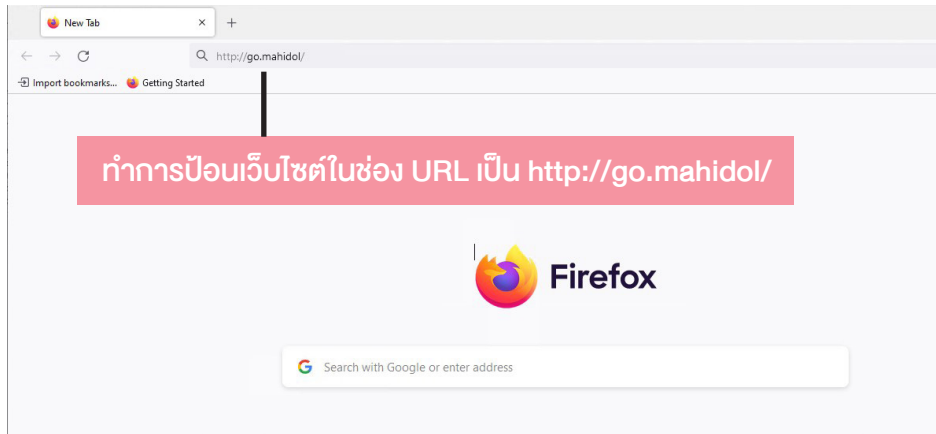 New Tab
http://go.mahidol/
Import bookmarks... Getting Started
ทำการป้อนเว็บไซต์ในช่อง URL เป็น http://go.mahidol/
Firefox
Search with Google or enter address